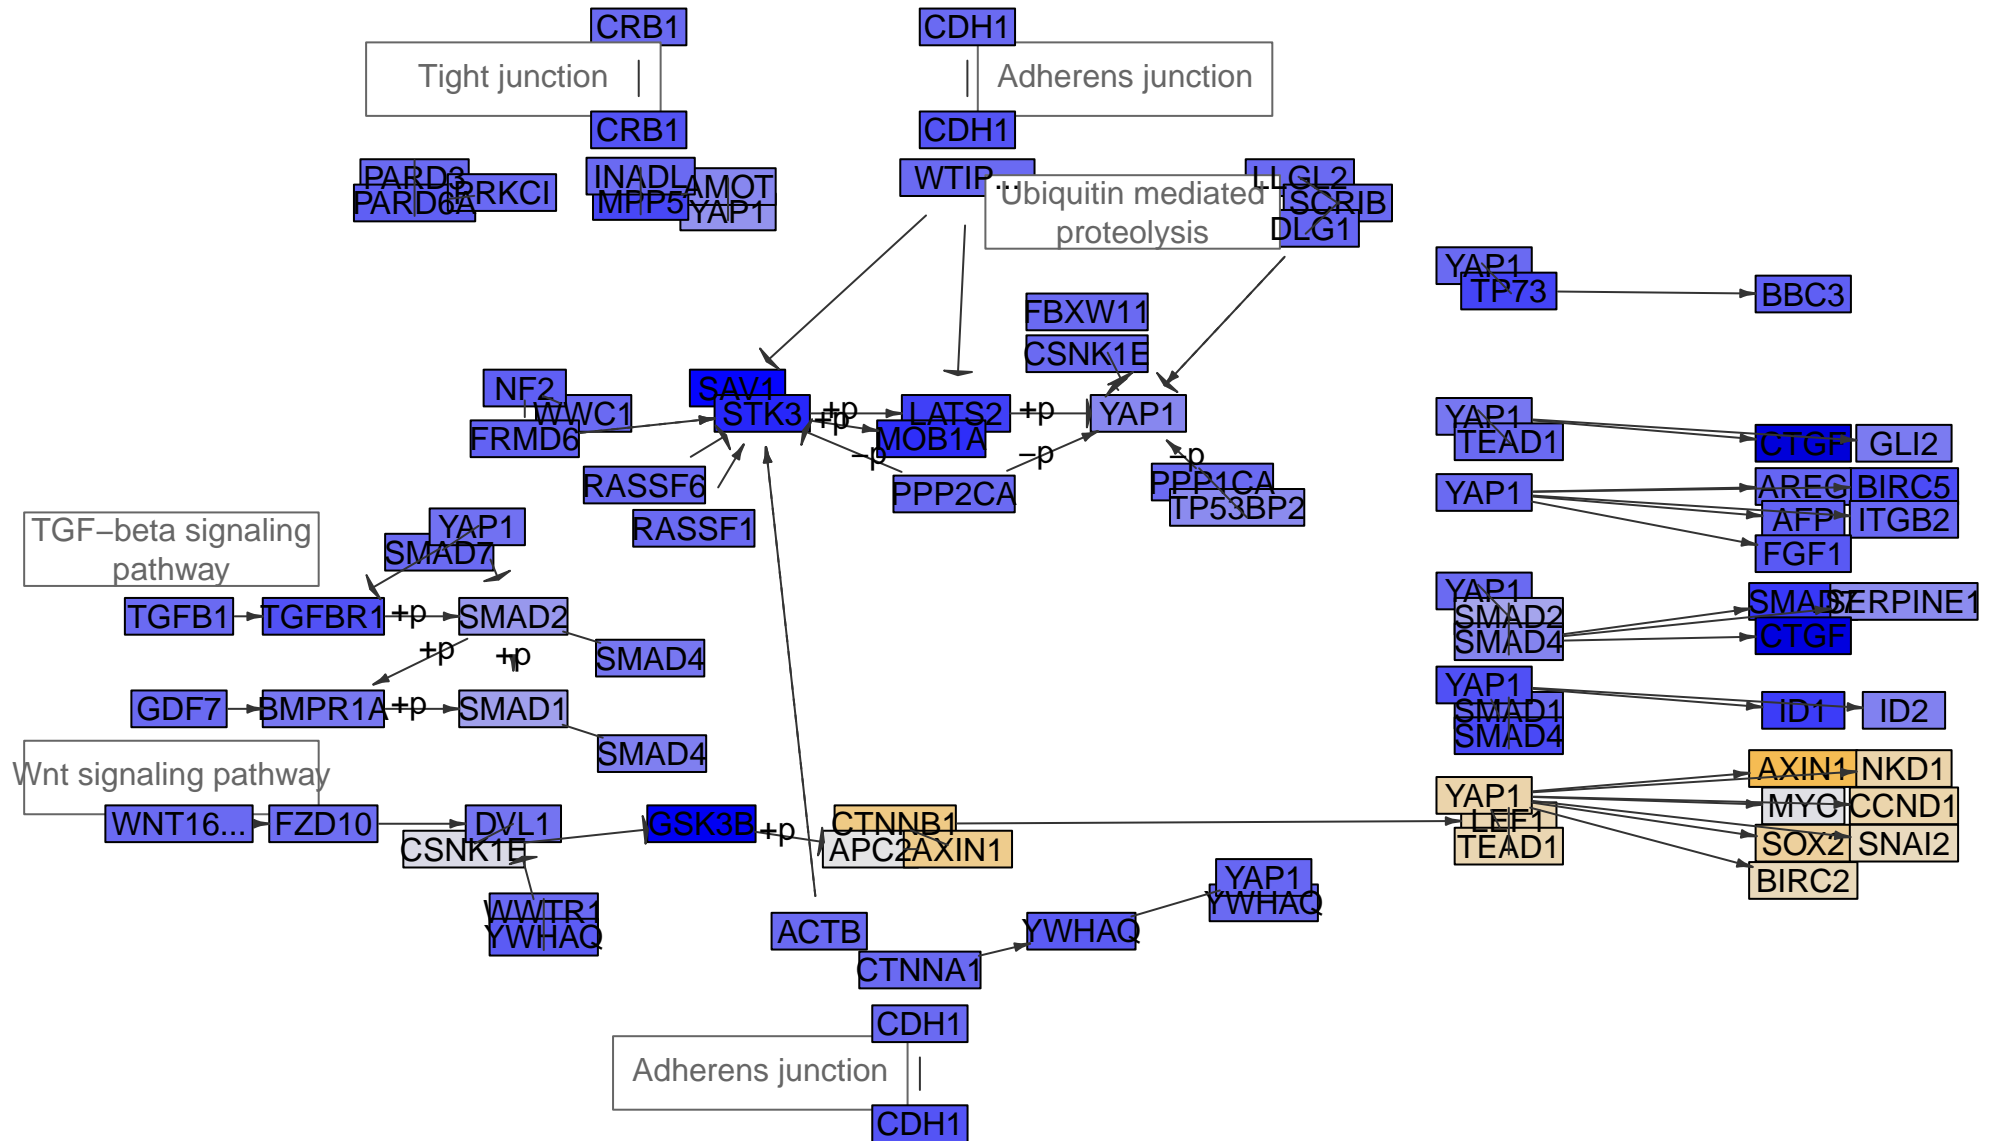 CRB1
CDH1
Tight junction
Adherens junction
CRB1
CDH1
PARD3
PARD6A
PRKCI
INADL
MPP5
AMOT
YAP1
WTIP...
Ubiquitin mediated
proteolysis
LLGL2
SCRIB
DLG1
YAP1
TP73
BBC3
FBXW11
CSNK1E
NF2
WWC1
FRMD6
SAV1
STK3
+p
+p
LATS2
MOB1A
+p
YAP1
YAP1
TEAD1
CTGF
GLI2
RASSF6
RASSF1
−p
PPP2CA
−p
−p
PPP1CA
TP53BP2
YAP1
AREG
BIRC5
AFP
ITGB2
FGF1
TGF−beta signaling
pathway
YAP1
SMAD7
TGFB1
TGFBR1
+p
SMAD2
+p
+p
SMAD4
YAP1
SMAD2
SMAD4
SMAD7
SERPINE1
CTGF
GDF7
BMPR1A
+p
SMAD1
SMAD4
YAP1
SMAD1
SMAD4
ID1
ID2
Wnt signaling pathway
WNT16...
FZD10
DVL1
CSNK1E
GSK3B
+p
CTNNB1
APC2
AXIN1
YAP1
LEF1
TEAD1
AXIN1
NKD1
MYC
CCND1
SOX2
SNAI2
BIRC2
WWTR1
YWHAQ
ACTB
CTNNA1
YWHAQ
YAP1
YWHAQ
CDH1
Adherens junction
CDH1